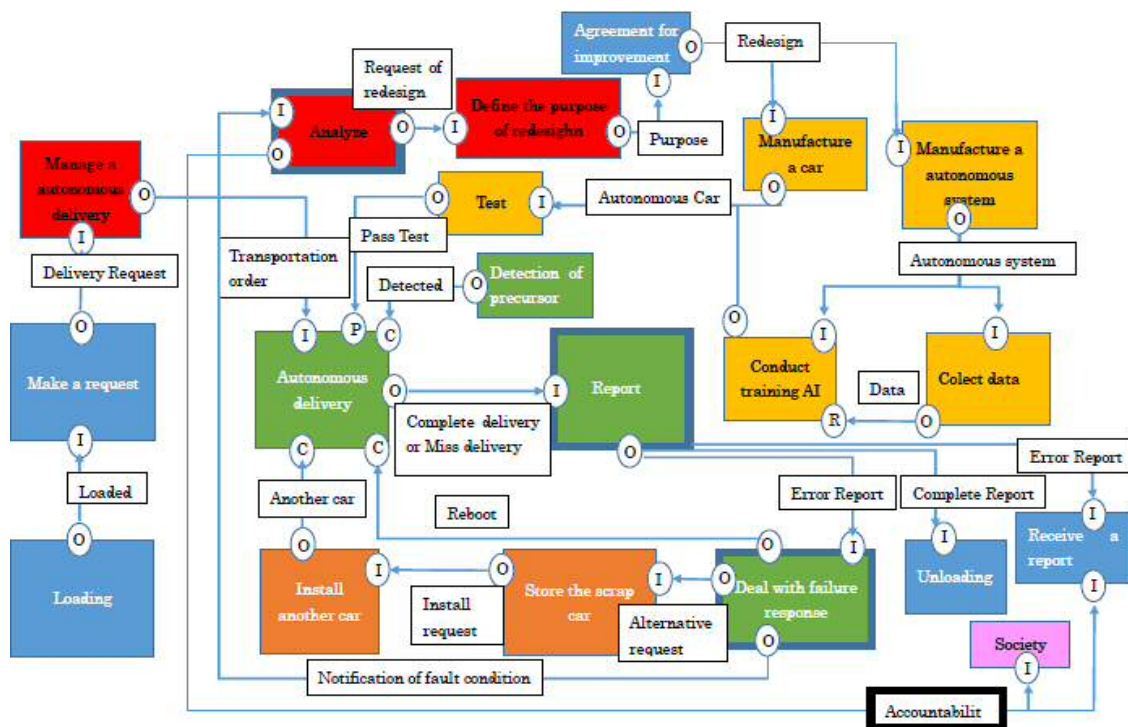 Agreement for
improvement
O
Redesign
I
Request of
redesign
I
Analyze
O
O
I
Define the purpose
of redesighn
O
Purpose
I
Manufacture
a car
O
I
Manufacture a
autonomous
system
O
Manage a
autonomious
delivery
O
I
O
Test
I
Autonomous Car
Pass Test
Delivery Request
Transportation
order
Detected
O
Detection of
precursor
Autonomous system
O
Make a request
I
I
P
C
Autonomous
delivery
O
C
C
I
Report
O
O
I
Conduct
training AI
R
Data
I
Colect data
O
Complete delivery
or Miss delivery
Loaded
O
Loading
Another car
Reboot
Error Report
Complete Report
Error Report
O
Install
another car
I
O
Store the scrap
car
I
Install
request
Alternative
request
O
O
I
Deal with failure
response
O
I
Unloading
I
Receive a
report
I
Society
I
Notification of fault condition
Accountabilit